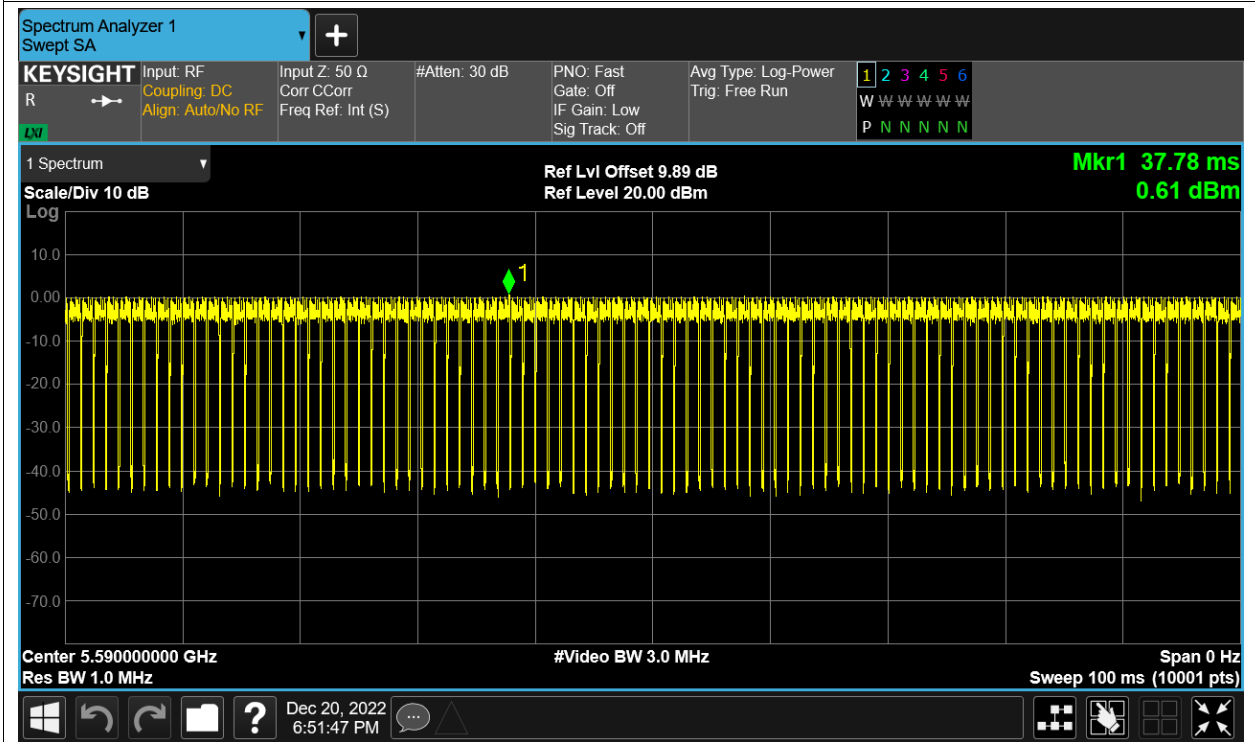 Spectrum Analyzer 1
Swept SA
+
KEYSIGHT
R
LXI
Input: RF
Coupling: DC
Align: Auto/No RF
Input Z: 50 Ω
Corr CCorr
Freq Ref: Int (S)
#Atten: 30 dB
PNO: Fast
Gate: Off
IF Gain: Low
Sig Track: Off
Avg Type: Log-Power
Trig: Free Run
1 2 3 4 5 6
W W W W W W
P N N N N N
1 Spectrum
Scale/Div 10 dB
Log
Ref Lvl Offset 9.89 dB
Ref Level 20.00 dBm
Mkr1 37.78 ms
0.61 dBm
1
10.0
0.00
-10.0
-20.0
-30.0
-40.0
-50.0
-60.0
-70.0
Center 5.590000000 GHz
Res BW 1.0 MHz
#Video BW 3.0 MHz
Span 0 Hz
Sweep 100 ms (10001 pts)
?
Dec 20, 2022
6:51:47 PM